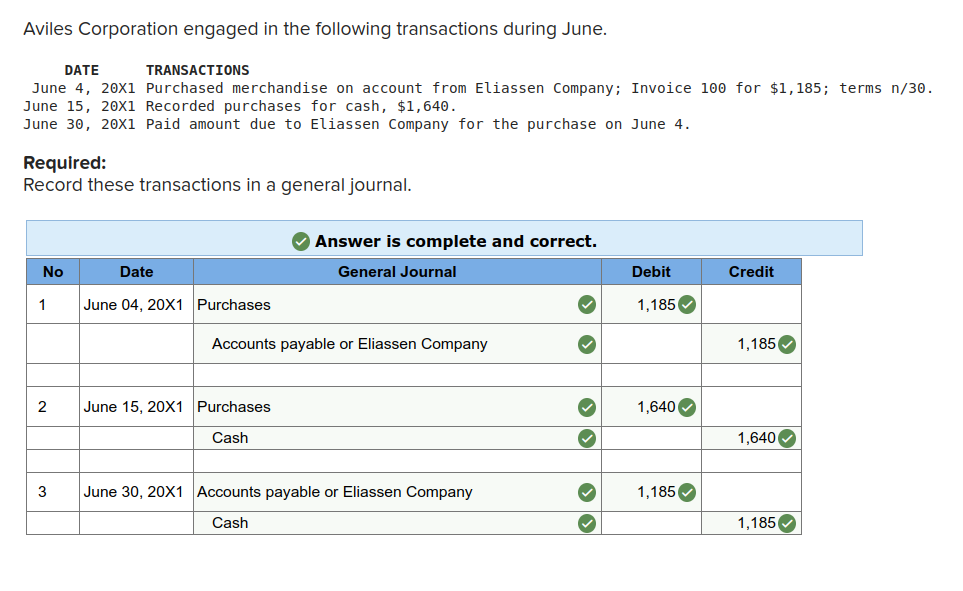 Aviles Corporation engaged in the following transactions during June.
DATE TRANSACTIONS
June 4, 20X1 Purchased merchandise on account from Eliassen Company; Invoice 100 for $1,185; terms n/30.
June 15, 20X1 Recorded purchases for cash, $1,640.
June 30, 20X1 Paid amount due to Eliassen Company for the purchase on June 4.
Required:
Record these transactions in a general journal.
Answer is complete and correct.
No Date General Journal Debit Credit
1 June 04, 20X1 Purchases 1,185
Accounts payable or Eliassen Company 1,185
2 June 15, 20X1 Purchases 1,640
Cash 1,640
3 June 30, 20X1 Accounts payable or Eliassen Company 1,185
Cash 1,185